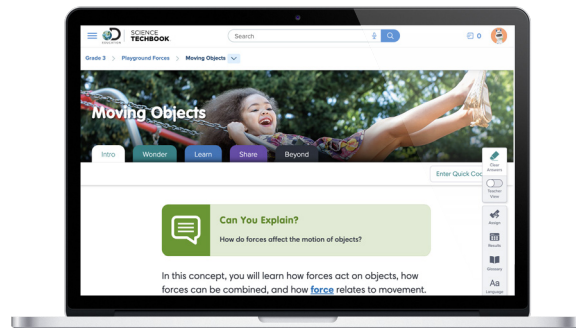 SCIENCE
TECHBOOK
EDUCATION
Search
0
Grade 3 > Playground Forces > Moving Objects
Moving Objects
Intro
Wonder
Learn
Share
Beyond
Enter Quick Coc
Clear
Answers
Teacher
View
Assign
Results
Glossary
Aa
Language
Can You Explain?
How do forces affect the motion of objects?
In this concept, you will learn how forces act on objects, how
forces can be combined, and how force relates to movement.